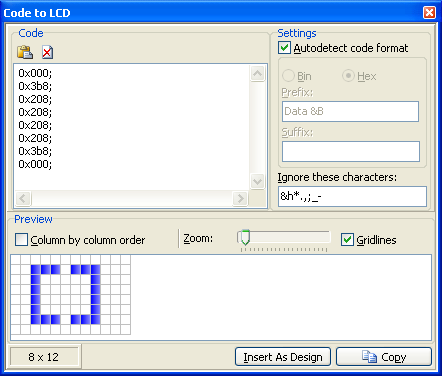 Code to LCD
Code
0x000;
0x3b8;
0x208;
0x208;
0x208;
0x208;
0x3b8;
0x000;
Settings
Autodetect code format
Bin
Hex
Prefix:
Data &B
Suffix:
Ignore these characters:
&h*.,;_-
Preview
Column by column order
Zoom:
Gridlines
8 x 12
Insert As Design
Copy